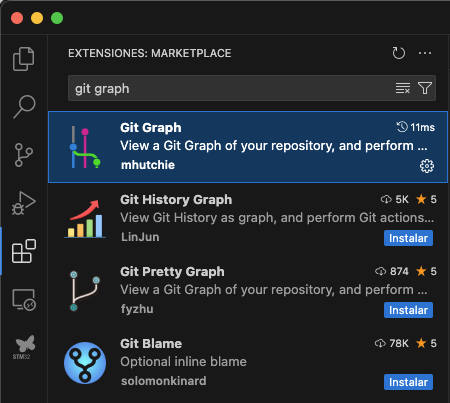 EXTENSIONES: MARKETPLACE
git graph
Git Graph
11ms
View a Git Graph of your repository, and perform ...
mhutchie
Git History Graph
5K
5
View Git History as graph, and perform Git actions...
LinJun
Instalar
Git Pretty Graph
874
5
View a Git Graph of your repository, and perform ...
fyzhu
Instalar
Git Blame
78K
5
Optional inline blame
solomonkinard
Instalar
STM32